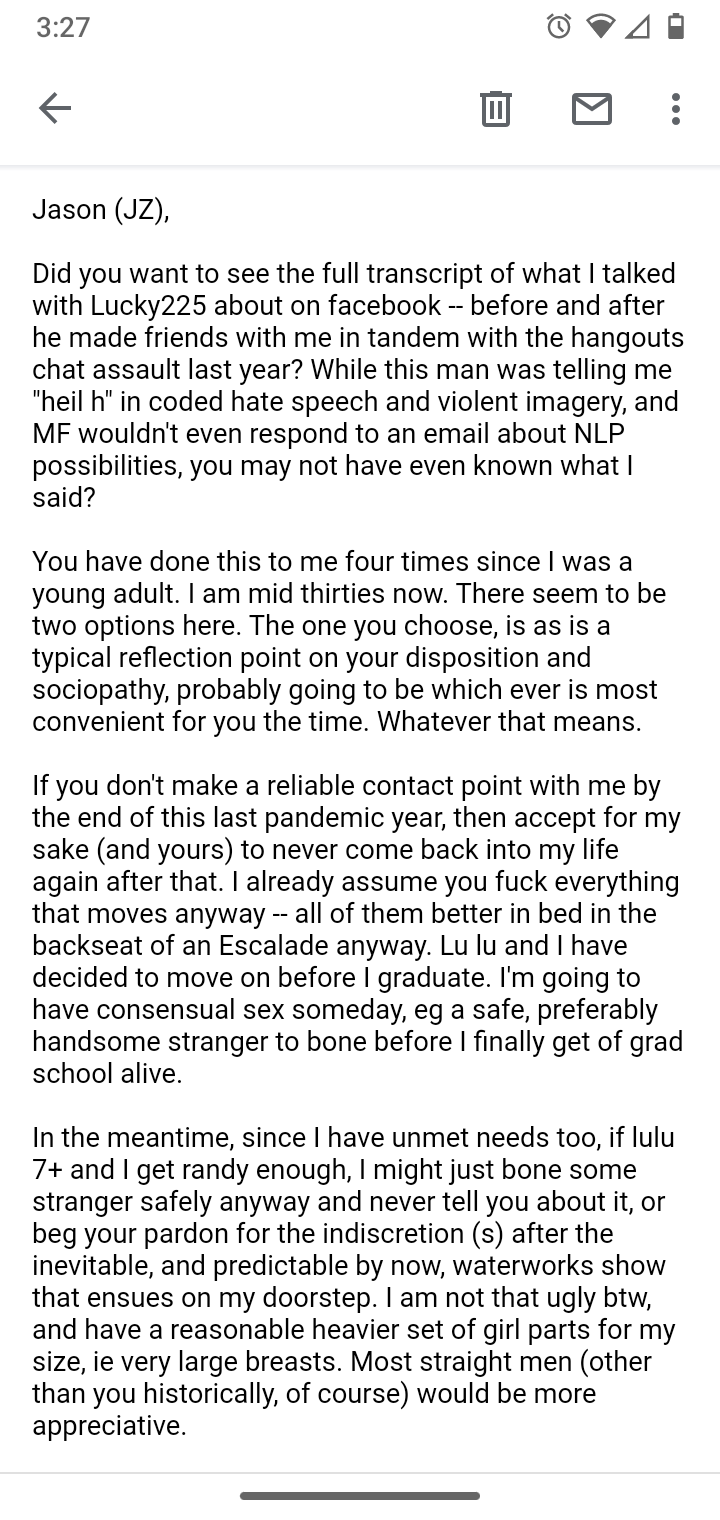 3:27
Jason (JZ),
Did you want to see the full transcript of what I talked
with Lucky225 about on facebook -- before and after
he made friends with me in tandem with the hangouts
chat assault last year? While this man was telling me
"heil h" in coded hate speech and violent imagery, and
MF wouldn't even respond to an email about NLP
possibilities, you may not have even known what I
said?
You have done this to me four times since I was a
young adult. I am mid thirties now. There seem to be
two options here. The one you choose, is as is a
typical reflection point on your disposition and
sociopathy, probably going to be which ever is most
convenient for you the time. Whatever that means.
If you don't make a reliable contact point with me by
the end of this last pandemic year, then accept for my
sake (and yours) to never come back into my life
again after that. I already assume you fuck everything
that moves anyway -- all of them better in bed in the
backseat of an Escalade anyway. Lu lu and I have
decided to move on before I graduate. I'm going to
have consensual sex someday, eg a safe, preferably
handsome stranger to bone before I finally get of grad
school alive.
In the meantime, since I have unmet needs too, if lulu
7+ and I get randy enough, I might just bone some
stranger safely anyway and never tell you about it, or
beg your pardon for the indiscretion (s) after the
inevitable, and predictable by now, waterworks show
that ensues on my doorstep. I am not that ugly btw,
and have a reasonable heavier set of girl parts for my
size, ie very large breasts. Most straight men (other
than you historically, of course) would be more
appreciative.